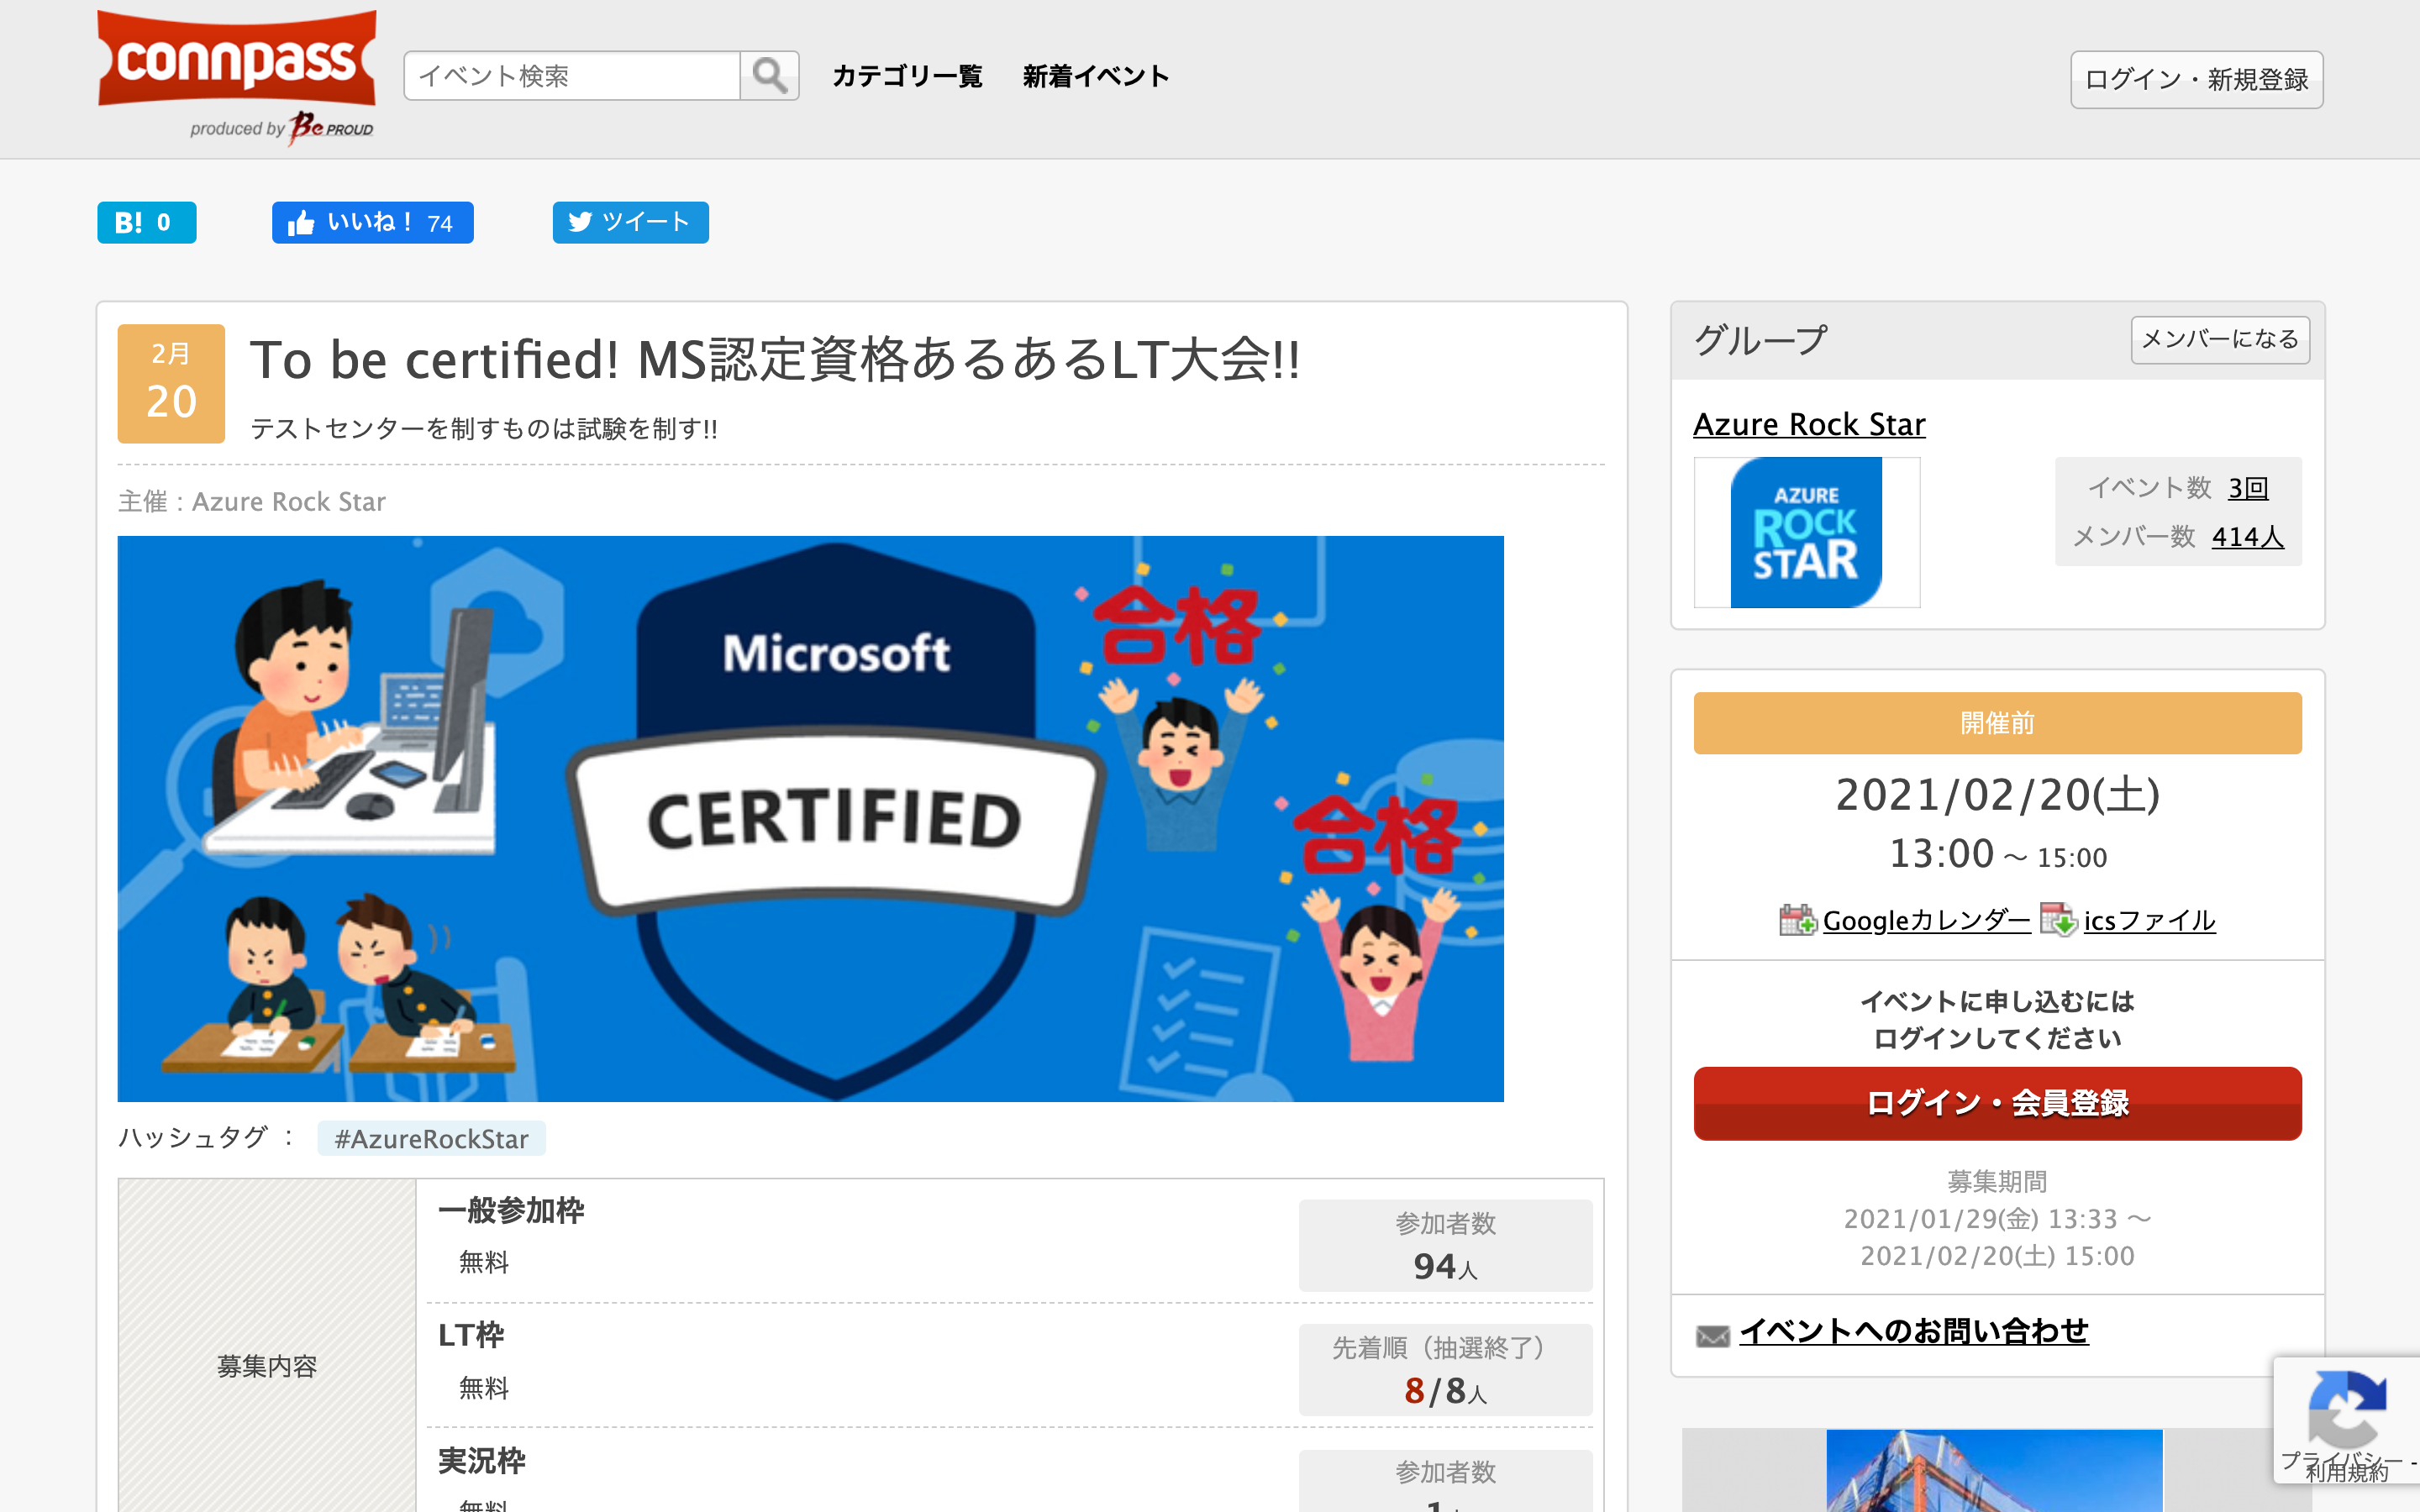 connpass
produced by Be PROUD
イベント検索
カテゴリ一覧
新着イベント
ログイン・新規登録
B! 0
いいね！ 74
ツイート
2月
20
To be certified! MS認定資格あるあるLT大会!!
テストセンターを制すものは試験を制す!!
主催 : Azure Rock Star
Microsoft
CERTIFIED
合格
合格
ハッシュタグ ： #AzureRockStar
募集内容
一般参加枠
無料
参加者数
94人
LT枠
無料
先着順（抽選終了）
8/8人
実況枠
無料
参加者数
1人
グループ
メンバーになる
Azure Rock Star
AZURE
ROCK
STAR
イベント数 3回
メンバー数 414人
開催前
2021/02/20(土)
13:00 〜 15:00
Googleカレンダー icsファイル
イベントに申し込むには
ログインしてください
ログイン・会員登録
募集期間
2021/01/29(金) 13:33 〜
2021/02/20(土) 15:00
イベントへのお問い合わせ
プライバシー -
利用規約